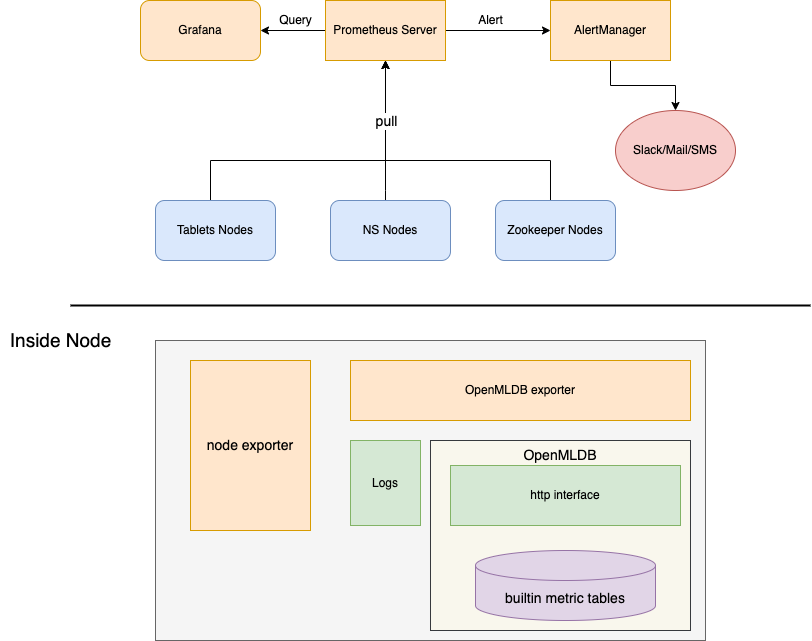 Grafana
Query
Prometheus Server
Alert
AlertManager
pull
Slack/Mail/SMS
Tablets Nodes
NS Nodes
Zookeeper Nodes
Inside Node
node exporter
OpenMLDB exporter
Logs
OpenMLDB
http interface
builtin metric tables